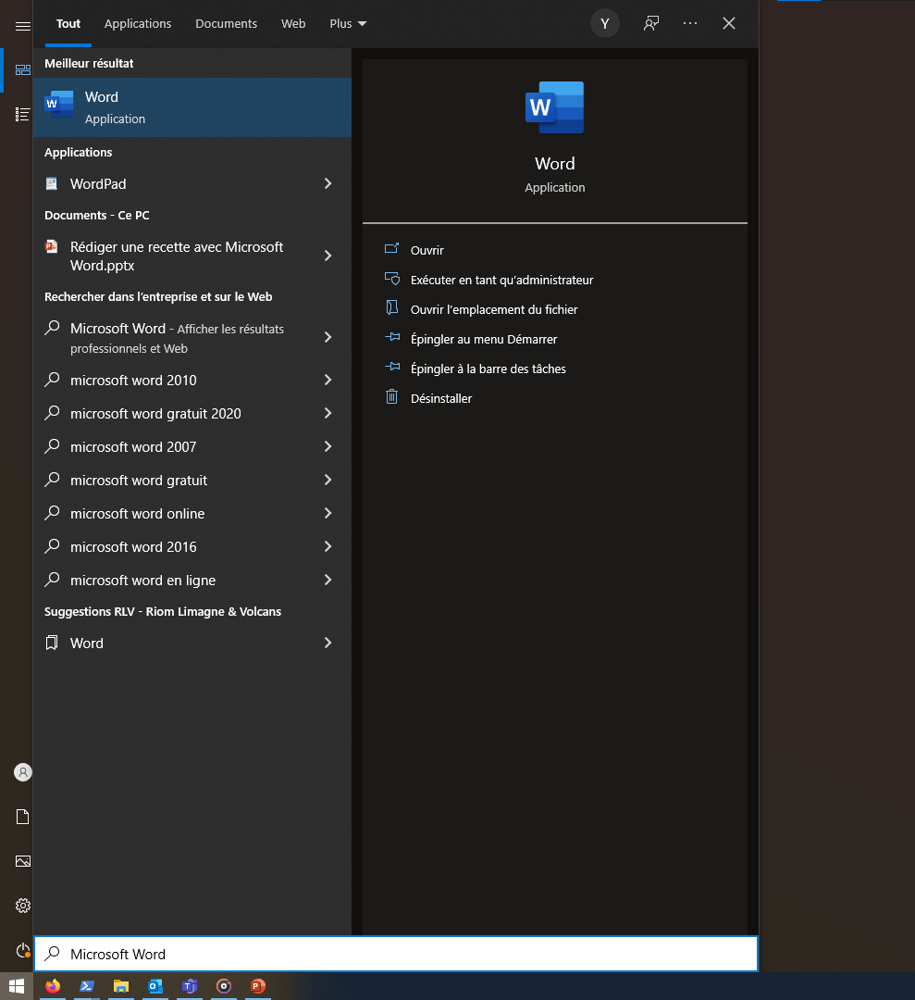 Tout Applications Documents Web Plus Y
Meilleur résultat
Word
Application
Applications
WordPad
Documents - Ce PC
Rédiger une recette avec Microsoft
Word.pptx
Rechercher dans l’entreprise et sur le Web
Microsoft Word - Afficher les résultats
professionnels et Web
microsoft word 2010
microsoft word gratuit 2020
microsoft word 2007
microsoft word gratuit
microsoft word online
microsoft word 2016
microsoft word en ligne
Suggestions RLV - Riom Limagne & Volcans
Word
W
Word
Application
Ouvrir
Exécuter en tant qu’administrateur
Ouvrir l’emplacement du fichier
Épingler au menu Démarrer
Épingler à la barre des tâches
Désinstaller
Microsoft Word